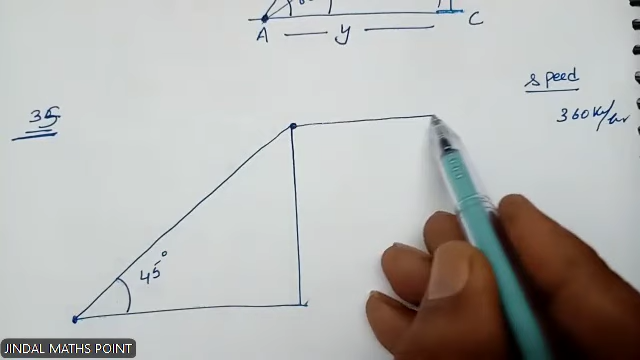 A — y — C
speed
35
360 Km/hr
45°
JINDAL MATHS POINT